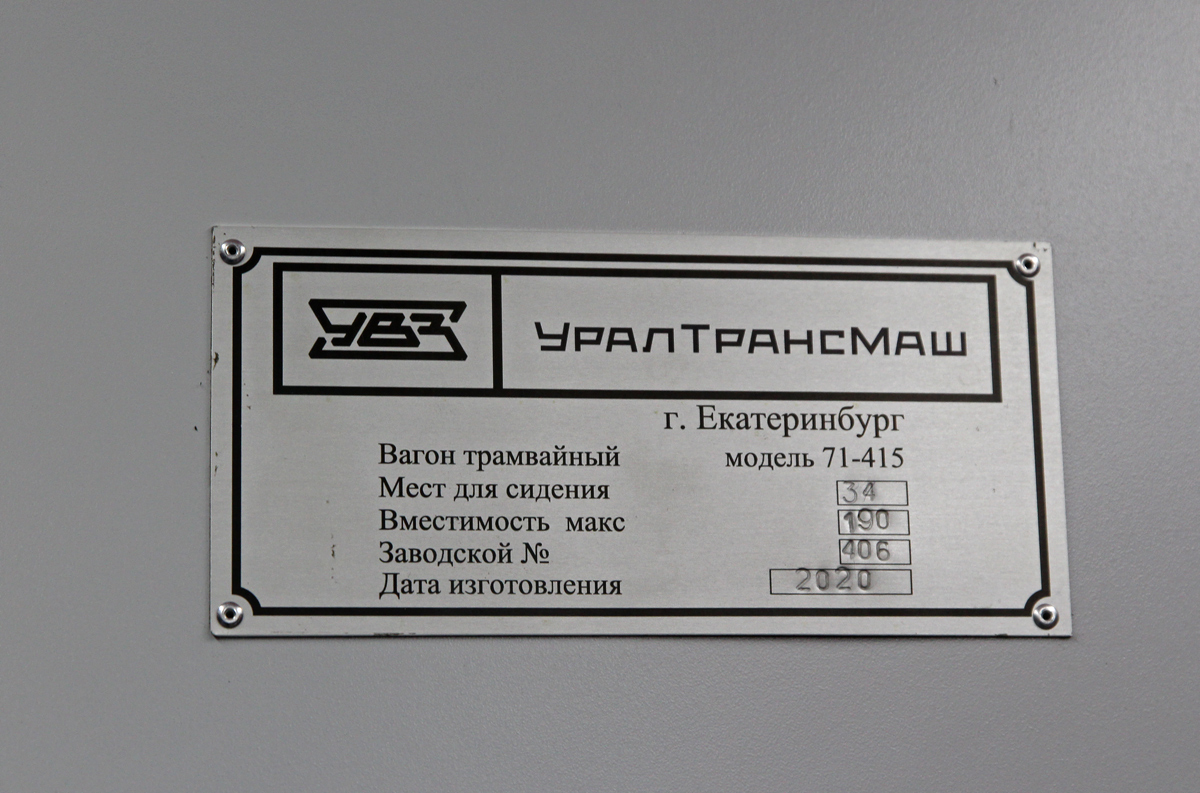 УВЗ УРАЛТРАНСМАШ
г. Екатеринбург
Вагон трамвайный модель 71-415
Мест для сидения 34
Вместимость макс 190
Заводской № 406
Дата изготовления 2020